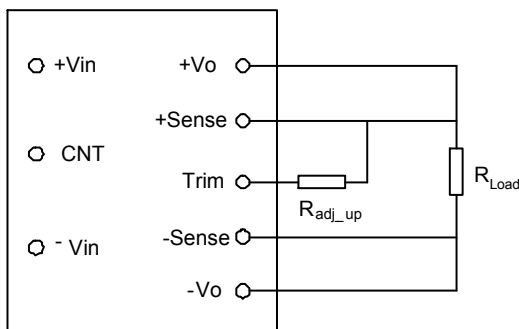 +Vin
+Vo
+Sense
CNT
Trim
R_adj_up
R_Load
- Vin
-Sense
-Vo